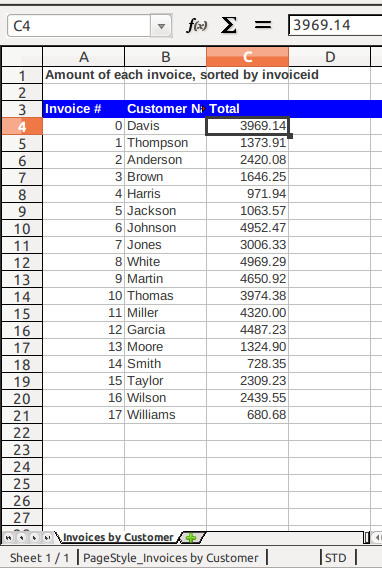 C4 f(x) Σ = 3969.14
A B C D
1 Amount of each invoice, sorted by invoiceid
2
3 Invoice # Customer Na Total
4 0 Davis 3969.14
5 1 Thompson 1373.91
6 2 Anderson 2420.08
7 3 Brown 1646.25
8 4 Harris 971.94
9 5 Jackson 1063.57
10 6 Johnson 4952.47
11 7 Jones 3006.33
12 8 White 4969.29
13 9 Martin 4650.92
14 10 Thomas 3974.38
15 11 Miller 4320.00
16 12 Garcia 4487.23
17 13 Moore 1324.90
18 14 Smith 728.35
19 15 Taylor 2309.23
20 16 Wilson 2439.55
21 17 Williams 680.68
22
23
24
25
26
27
Invoices by Customer
Sheet 1 / 1 PageStyle_Invoices by Customer STD